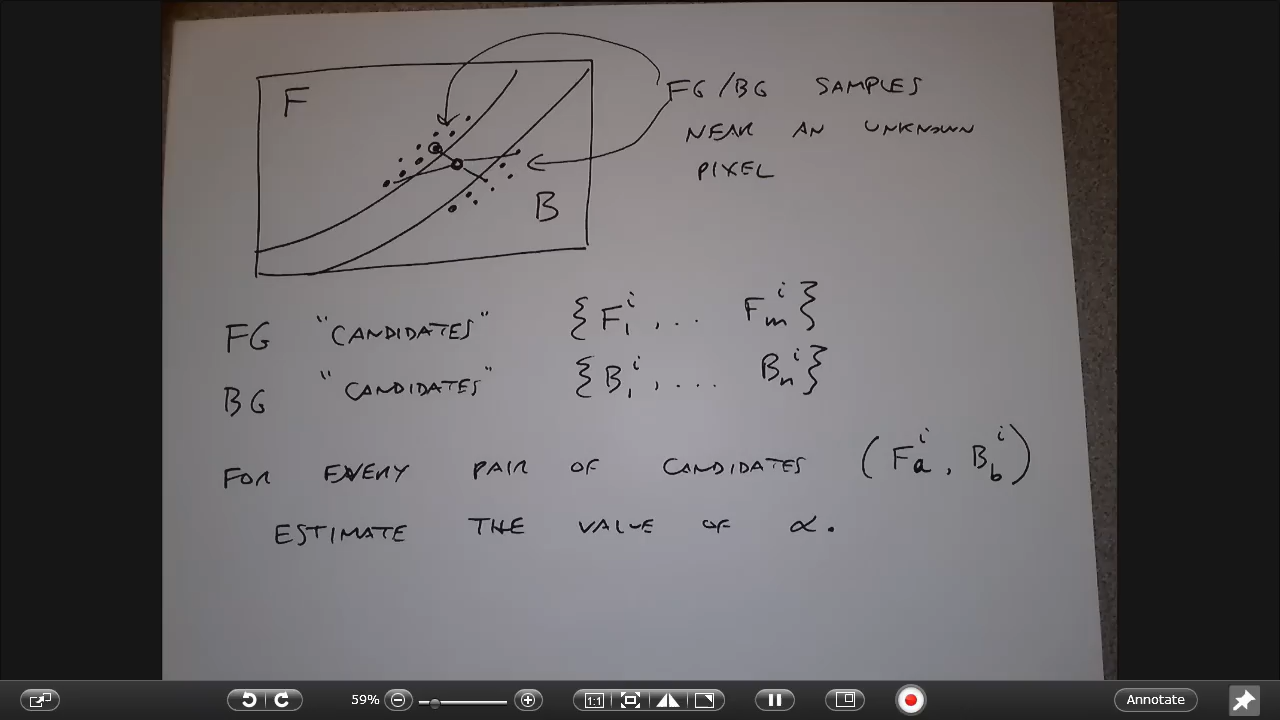 F
FG/BG SAMPLES
NEAR AN UNKNOWN
PIXEL
B
FG "CANDIDATES" { F₁ⁱ, ... Fₘⁱ }
BG "CANDIDATES" { B₁ⁱ, ... Bₙⁱ }
FOR EVERY PAIR OF CANDIDATES (Fₐⁱ, B_bⁱ)
ESTIMATE THE VALUE OF α.
59%
1:1
Annotate